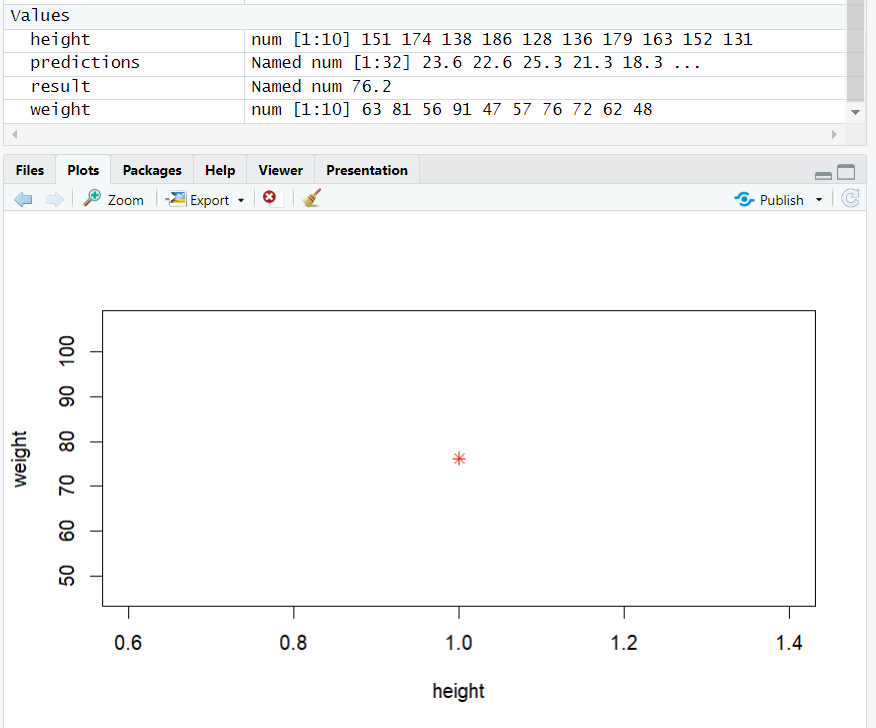 Values
height num [1:10] 151 174 138 186 128 136 179 163 152 131
predictions Named num [1:32] 23.6 22.6 25.3 21.3 18.3 ...
result Named num 76.2
weight num [1:10] 63 81 56 91 47 57 76 72 62 48
Files Plots Packages Help Viewer Presentation
Zoom Export Publish
100
90
80
70
60
50
weight
0.6 0.8 1.0 1.2 1.4
height